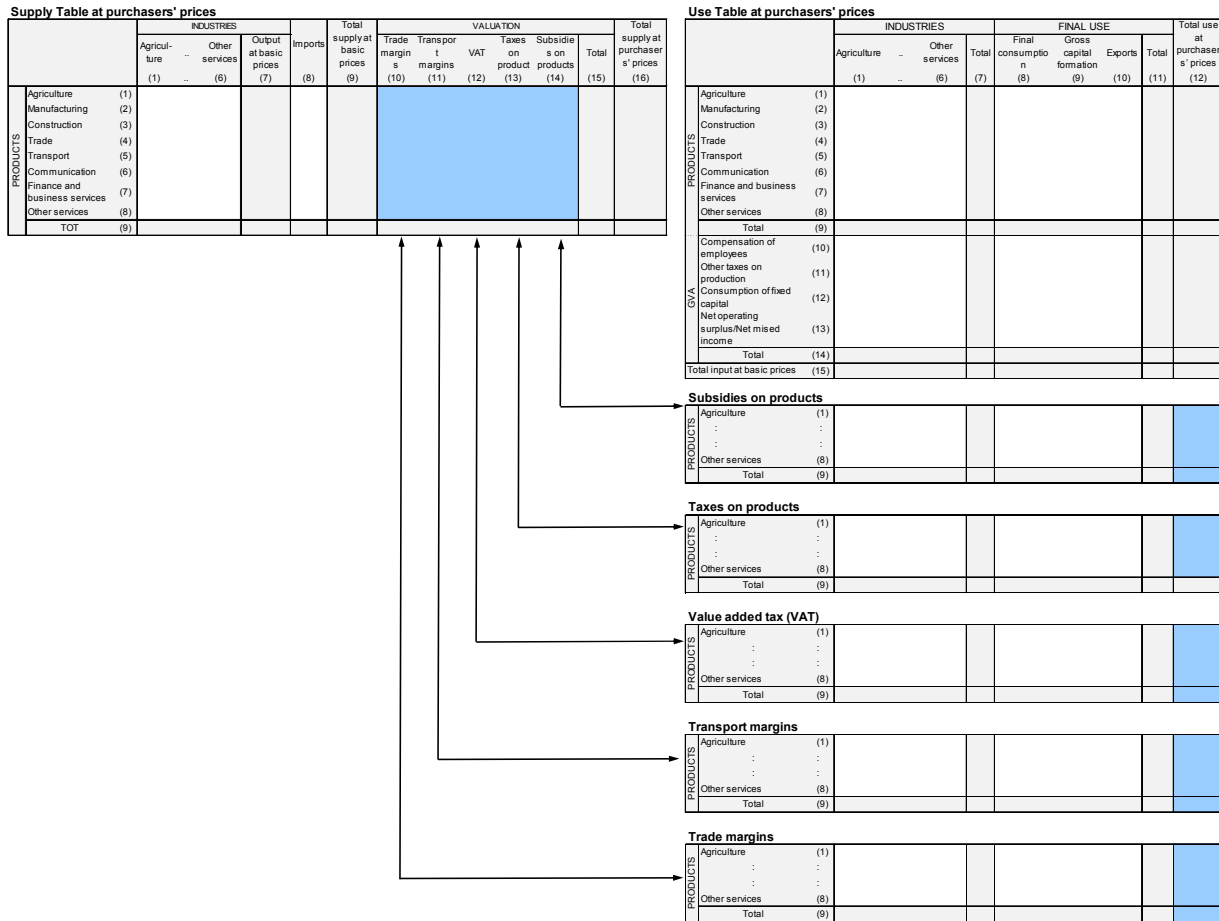 Supply Table at purchasers' prices
INDUSTRIES
VALUATION
Agricul-
ture
..
Other
services
Output
at basic
prices
Imports
Total
supply at
basic
prices
Trade
margin
s
Transpor
t
margins
VAT
Taxes
on
product
Subsidie
s on
products
Total
Total
supply at
purchaser
s' prices
(1) .. (6) (7) (8) (9) (10) (11) (12) (13) (14) (15) (16)
PRODUCTS
Agriculture (1)
Manufacturing (2)
Construction (3)
Trade (4)
Transport (5)
Communication (6)
Finance and
business services (7)
Other services (8)
TOT (9)
Use Table at purchasers' prices
INDUSTRIES
FINAL USE
Agriculture
..
Other
services
Total
Final
consumptio
n
Gross
capital
formation
Exports
Total
Total use
at
purchaser
s' prices
(1) .. (6) (7) (8) (9) (10) (11) (12)
PRODUCTS
Agriculture (1)
Manufacturing (2)
Construction (3)
Trade (4)
Transport (5)
Communication (6)
Finance and business
services (7)
Other services (8)
Total (9)
GVA
Compensation of
employees (10)
Other taxes on
production (11)
Consumption of fixed
capital (12)
Net operating
surplus/Net mised
income (13)
Total (14)
Total input at basic prices (15)
Subsidies on products
PRODUCTS
Agriculture (1)
: :
: :
Other services (8)
Total (9)
Taxes on products
PRODUCTS
Agriculture (1)
: :
: :
Other services (8)
Total (9)
Value added tax (VAT)
PRODUCTS
Agriculture (1)
: :
: :
Other services (8)
Total (9)
Transport margins
PRODUCTS
Agriculture (1)
: :
: :
Other services (8)
Total (9)
Trade margins
PRODUCTS
Agriculture (1)
: :
: :
Other services (8)
Total (9)